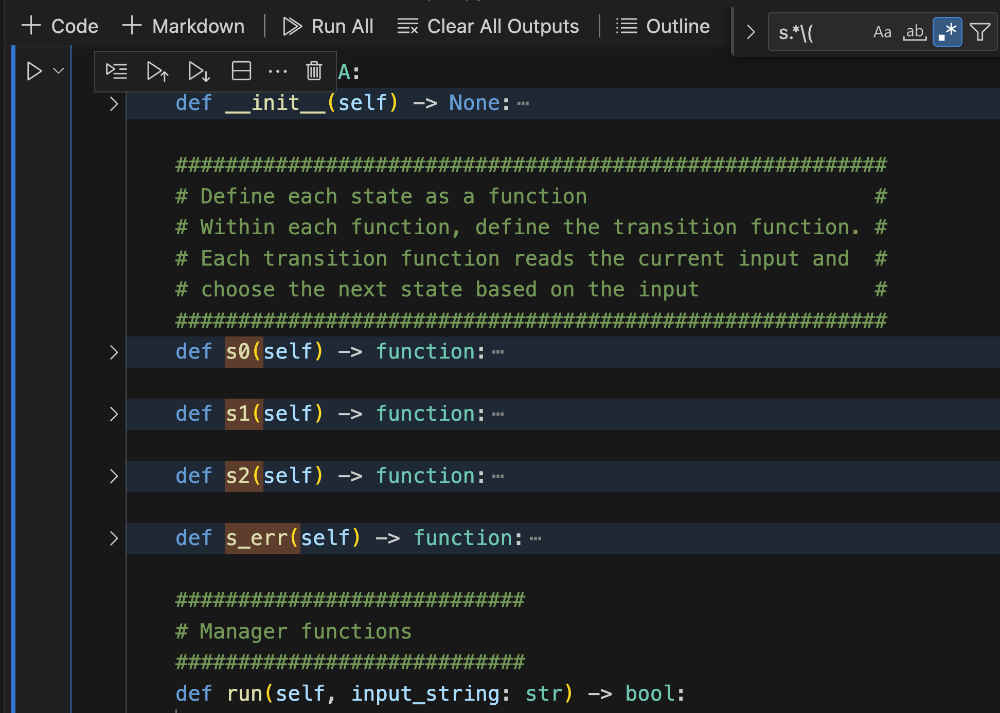 Code Markdown Run All Clear All Outputs Outline s.*\( Aa ab .*
A:
def __init__(self) -> None:…
#########################################################
# Define each state as a function                       #
# Within each function, define the transition function. #
# Each transition function reads the current input and  #
# choose the next state based on the input              #
#########################################################
def s0(self) -> function:…
def s1(self) -> function:…
def s2(self) -> function:…
def s_err(self) -> function:…
############################
# Manager functions
############################
def run(self, input_string: str) -> bool: